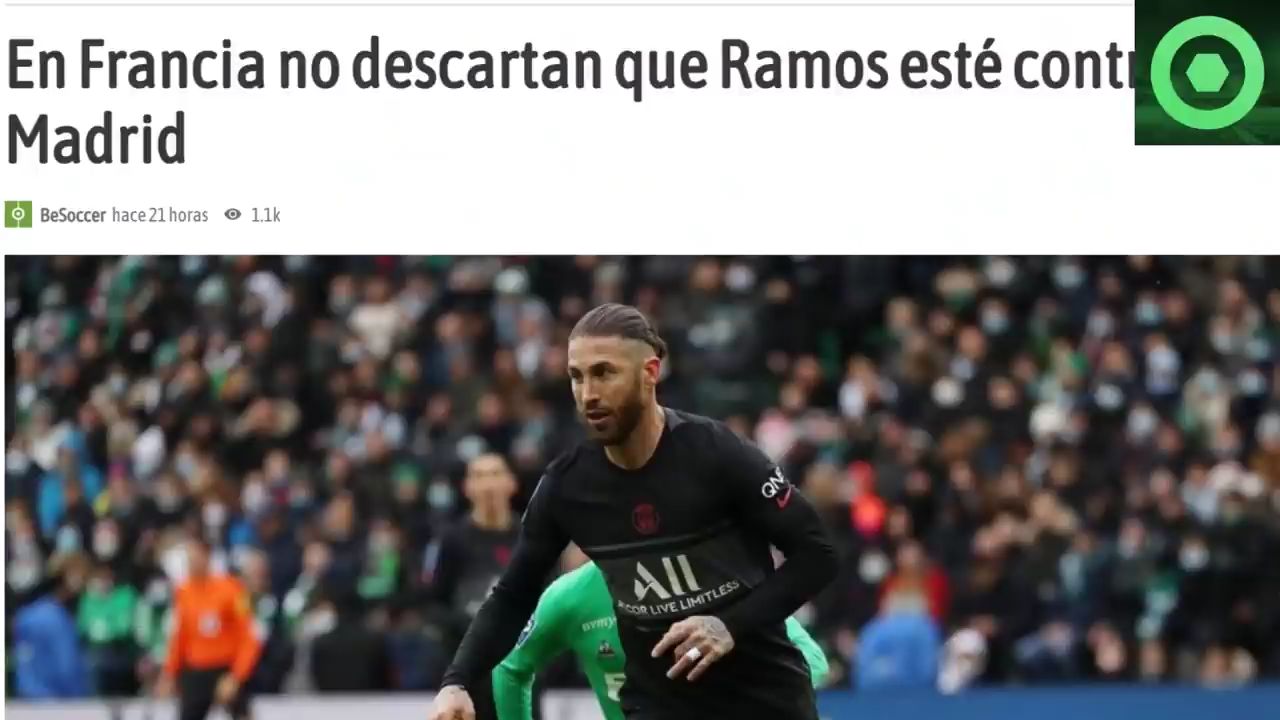 En Francia no descartan que Ramos esté
Madrid
BeSoccer hace 21 horas 1.1k
QNB
ALL
ACCOR LIVE LIMITLESS